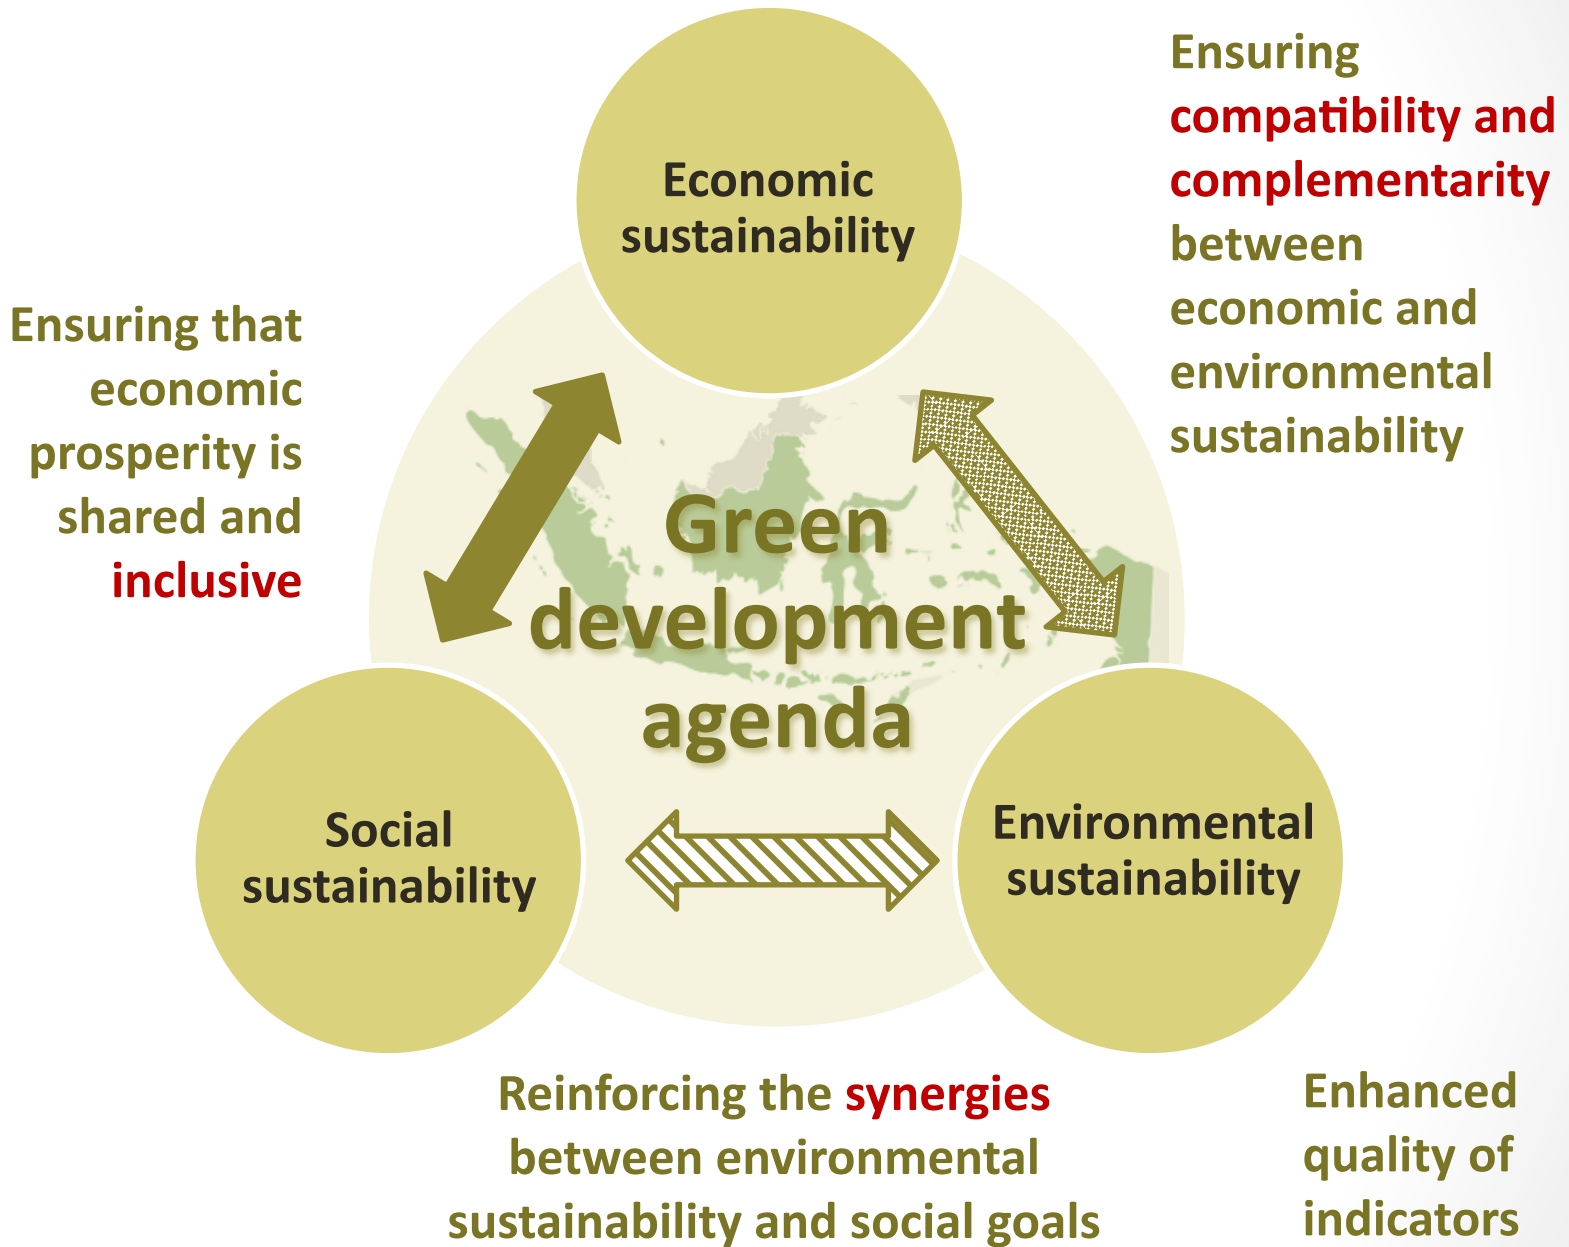 Economic
sustainability
Ensuring
compatibility and
complementarity
between
economic and
environmental
sustainability
Ensuring that
economic
prosperity is
shared and
inclusive
Green
development
agenda
Social
sustainability
Environmental
sustainability
Reinforcing the synergies
between environmental
sustainability and social goals
Enhanced
quality of
indicators